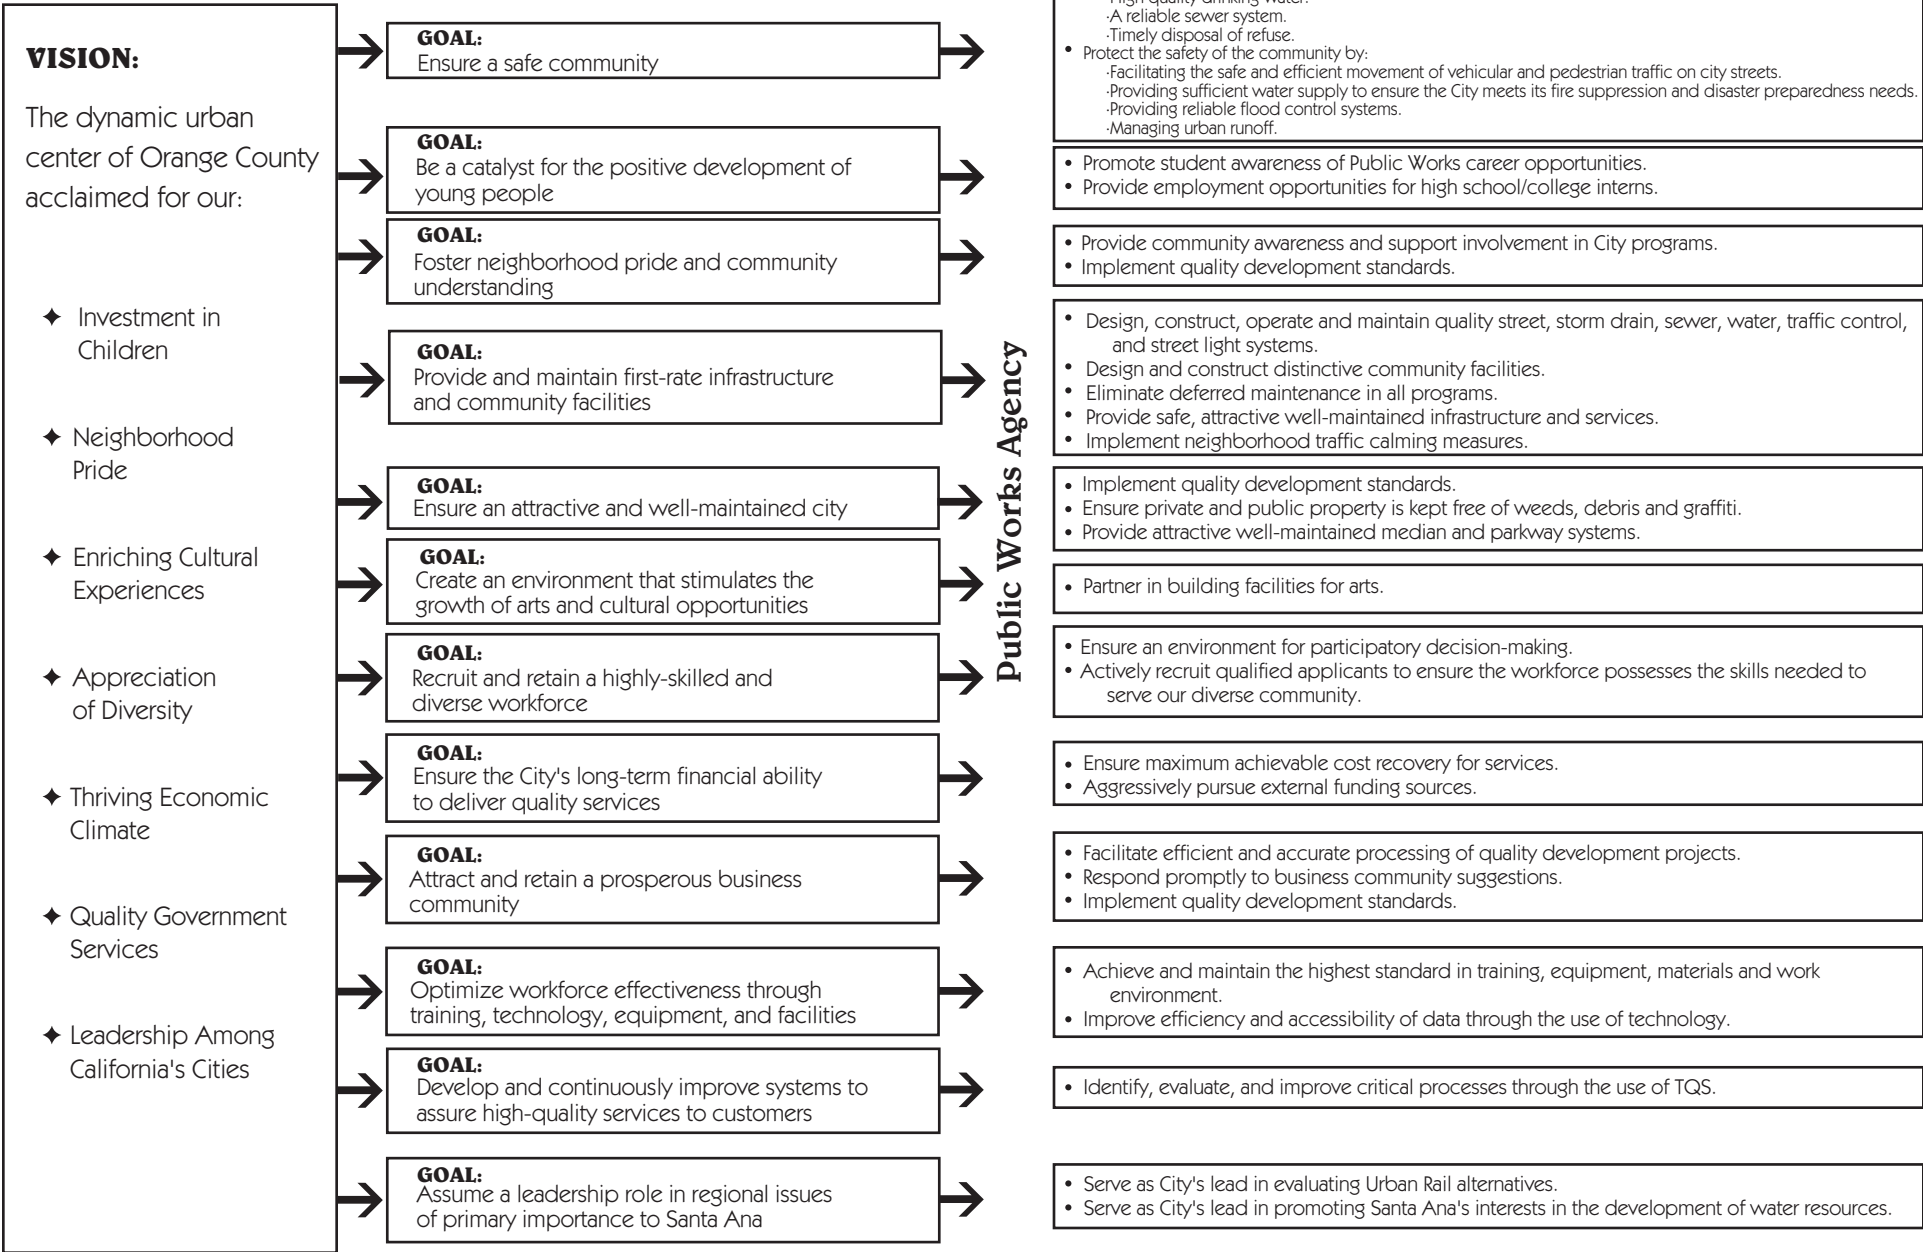 VISION:
The dynamic urban
center of Orange County
acclaimed for our:
✦ Investment in
Children
✦ Neighborhood
Pride
✦ Enriching Cultural
Experiences
✦ Appreciation
of Diversity
✦ Thriving Economic
Climate
✦ Quality Government
Services
✦ Leadership Among
California's Cities
GOAL:
Ensure a safe community
GOAL:
Be a catalyst for the positive development of
young people
GOAL:
Foster neighborhood pride and community
understanding
GOAL:
Provide and maintain first-rate infrastructure
and community facilities
GOAL:
Ensure an attractive and well-maintained city
GOAL:
Create an environment that stimulates the
growth of arts and cultural opportunities
GOAL:
Recruit and retain a highly-skilled and
diverse workforce
GOAL:
Ensure the City's long-term financial ability
to deliver quality services
GOAL:
Attract and retain a prosperous business
community
GOAL:
Optimize workforce effectiveness through
training, technology, equipment, and facilities
GOAL:
Develop and continuously improve systems to
assure high-quality services to customers
GOAL:
Assume a leadership role in regional issues
of primary importance to Santa Ana
Public Works Agency
·High quality drinking water.
·A reliable sewer system.
·Timely disposal of refuse.
• Protect the safety of the community by:
·Facilitating the safe and efficient movement of vehicular and pedestrian traffic on city streets.
·Providing sufficient water supply to ensure the City meets its fire suppression and disaster preparedness needs.
·Providing reliable flood control systems.
·Managing urban runoff.
• Promote student awareness of Public Works career opportunities.
• Provide employment opportunities for high school/college interns.
• Provide community awareness and support involvement in City programs.
• Implement quality development standards.
• Design, construct, operate and maintain quality street, storm drain, sewer, water, traffic control,
and street light systems.
• Design and construct distinctive community facilities.
• Eliminate deferred maintenance in all programs.
• Provide safe, attractive well-maintained infrastructure and services.
• Implement neighborhood traffic calming measures.
• Implement quality development standards.
• Ensure private and public property is kept free of weeds, debris and graffiti.
• Provide attractive well-maintained median and parkway systems.
• Partner in building facilities for arts.
• Ensure an environment for participatory decision-making.
• Actively recruit qualified applicants to ensure the workforce possesses the skills needed to
serve our diverse community.
• Ensure maximum achievable cost recovery for services.
• Aggressively pursue external funding sources.
• Facilitate efficient and accurate processing of quality development projects.
• Respond promptly to business community suggestions.
• Implement quality development standards.
• Achieve and maintain the highest standard in training, equipment, materials and work
environment.
• Improve efficiency and accessibility of data through the use of technology.
• Identify, evaluate, and improve critical processes through the use of TQS.
• Serve as City's lead in evaluating Urban Rail alternatives.
• Serve as City's lead in promoting Santa Ana's interests in the development of water resources.